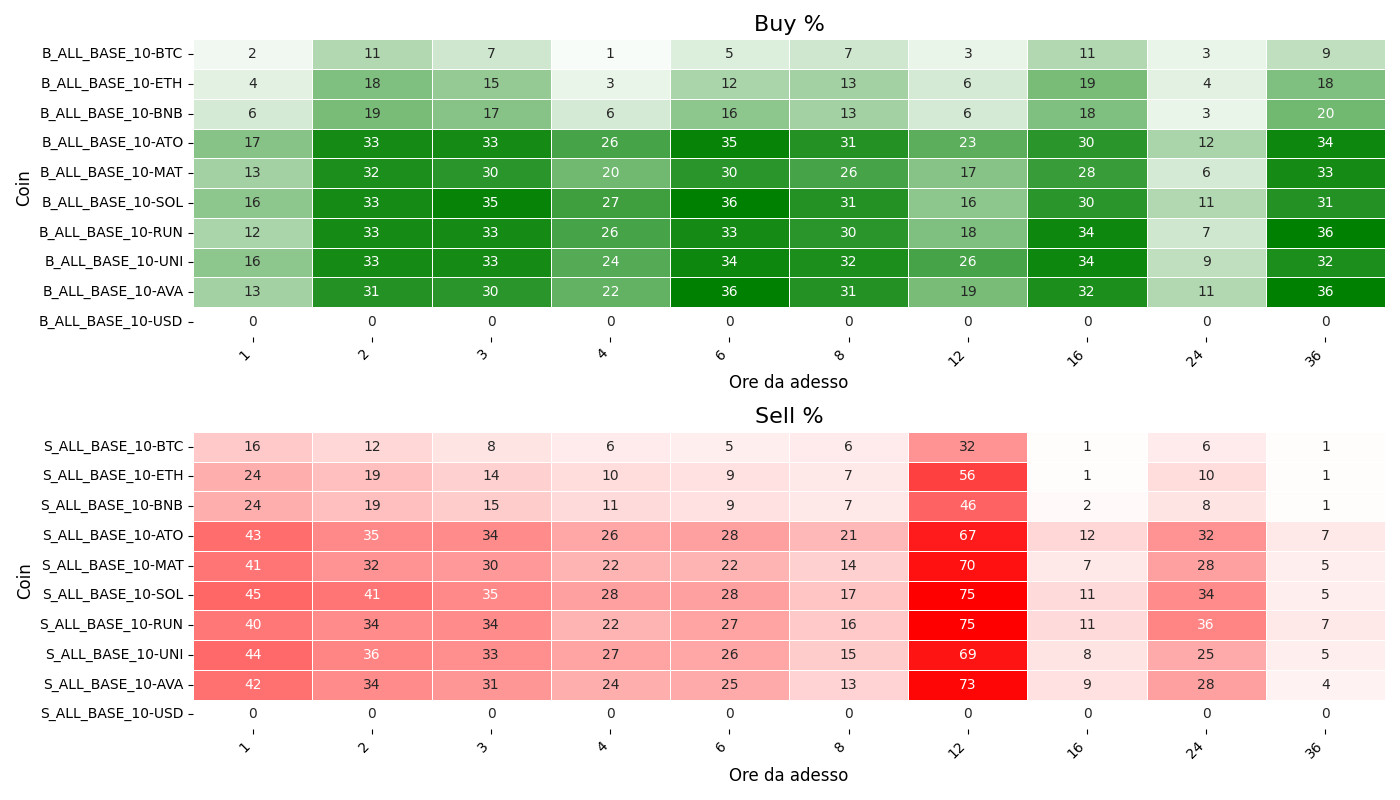 Buy %
Coin
B_ALL_BASE_10-BTC 2 11 7 1 5 7 3 11 3 9
B_ALL_BASE_10-ETH 4 18 15 3 12 13 6 19 4 18
B_ALL_BASE_10-BNB 6 19 17 6 16 13 6 18 3 20
B_ALL_BASE_10-ATO 17 33 33 26 35 31 23 30 12 34
B_ALL_BASE_10-MAT 13 32 30 20 30 26 17 28 6 33
B_ALL_BASE_10-SOL 16 33 35 27 36 31 16 30 11 31
B_ALL_BASE_10-RUN 12 33 33 26 33 30 18 34 7 36
B_ALL_BASE_10-UNI 16 33 33 24 34 32 26 34 9 32
B_ALL_BASE_10-AVA 13 31 30 22 36 31 19 32 11 36
B_ALL_BASE_10-USD 0 0 0 0 0 0 0 0 0 0
1 2 3 4 6 8 12 16 24 36
Ore da adesso
Sell %
Coin
S_ALL_BASE_10-BTC 16 12 8 6 5 6 32 1 6 1
S_ALL_BASE_10-ETH 24 19 14 10 9 7 56 1 10 1
S_ALL_BASE_10-BNB 24 19 15 11 9 7 46 2 8 1
S_ALL_BASE_10-ATO 43 35 34 26 28 21 67 12 32 7
S_ALL_BASE_10-MAT 41 32 30 22 22 14 70 7 28 5
S_ALL_BASE_10-SOL 45 41 35 28 28 17 75 11 34 5
S_ALL_BASE_10-RUN 40 34 34 22 27 16 75 11 36 7
S_ALL_BASE_10-UNI 44 36 33 27 26 15 69 8 25 5
S_ALL_BASE_10-AVA 42 34 31 24 25 13 73 9 28 4
S_ALL_BASE_10-USD 0 0 0 0 0 0 0 0 0 0
1 2 3 4 6 8 12 16 24 36
Ore da adesso